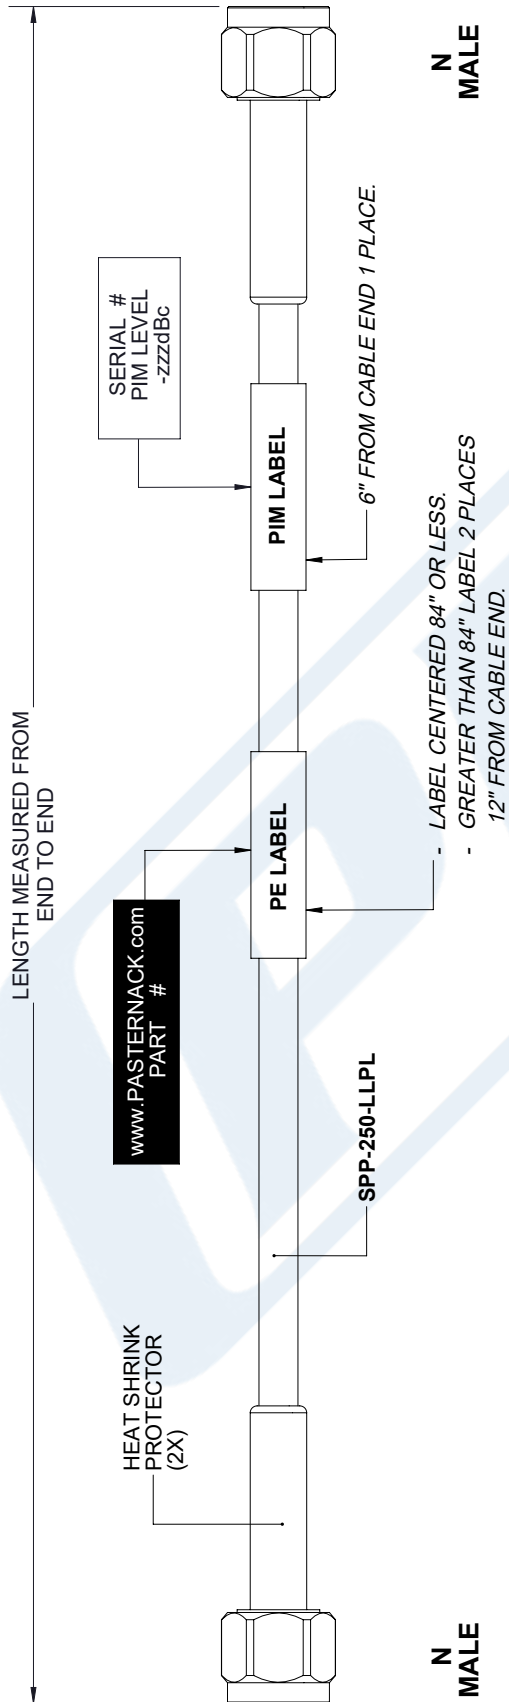 LENGTH MEASURED FROM
END TO END
HEAT SHRINK
PROTECTOR
(2X)
www.PASTERNACK.com
PART #
SERIAL #
PIM LEVEL
-zzzdBc
PE LABEL
PIM LABEL
SPP-250-LLPL
6" FROM CABLE END 1 PLACE.
- LABEL CENTERED 84" OR LESS.
- GREATER THAN 84" LABEL 2 PLACES
12" FROM CABLE END.
N
MALE
N
MALE